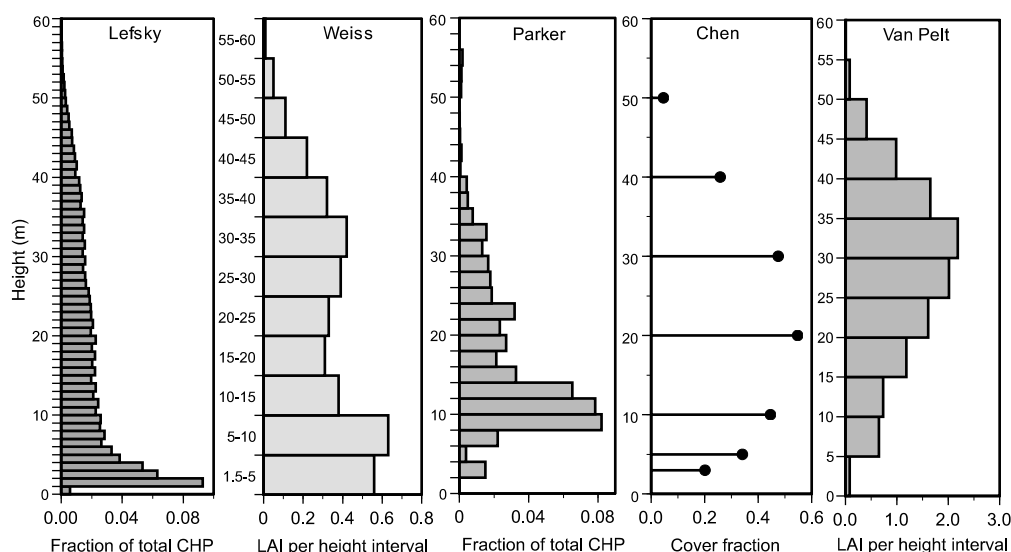 Height (m)
Lefsky
60
50
40
30
20
10
0
0.00 0.04 0.08
Fraction of total CHP
Weiss
55-60
50-55
45-50
40-45
35-40
30-35
25-30
20-25
15-20
10-15
5-10
1.5-5
0 0.2 0.4 0.6 0.8
LAI per height interval
Parker
60
50
40
30
20
10
0
0 0.04 0.08
Fraction of total CHP
Chen
60
50
40
30
20
10
0
0.0 0.2 0.4 0.6
Cover fraction
Van Pelt
60
55
50
45
40
35
30
25
20
15
10
5
0
0.0 1.0 2.0 3.0
LAI per height interval